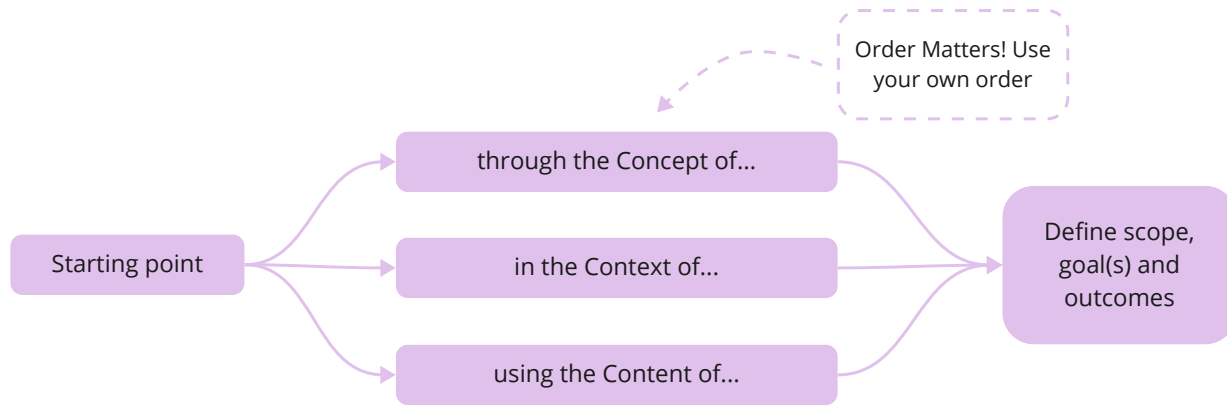 Order Matters! Use
your own order
through the Concept of...
Starting point
in the Context of...
using the Content of...
Define scope,
goal(s) and
outcomes